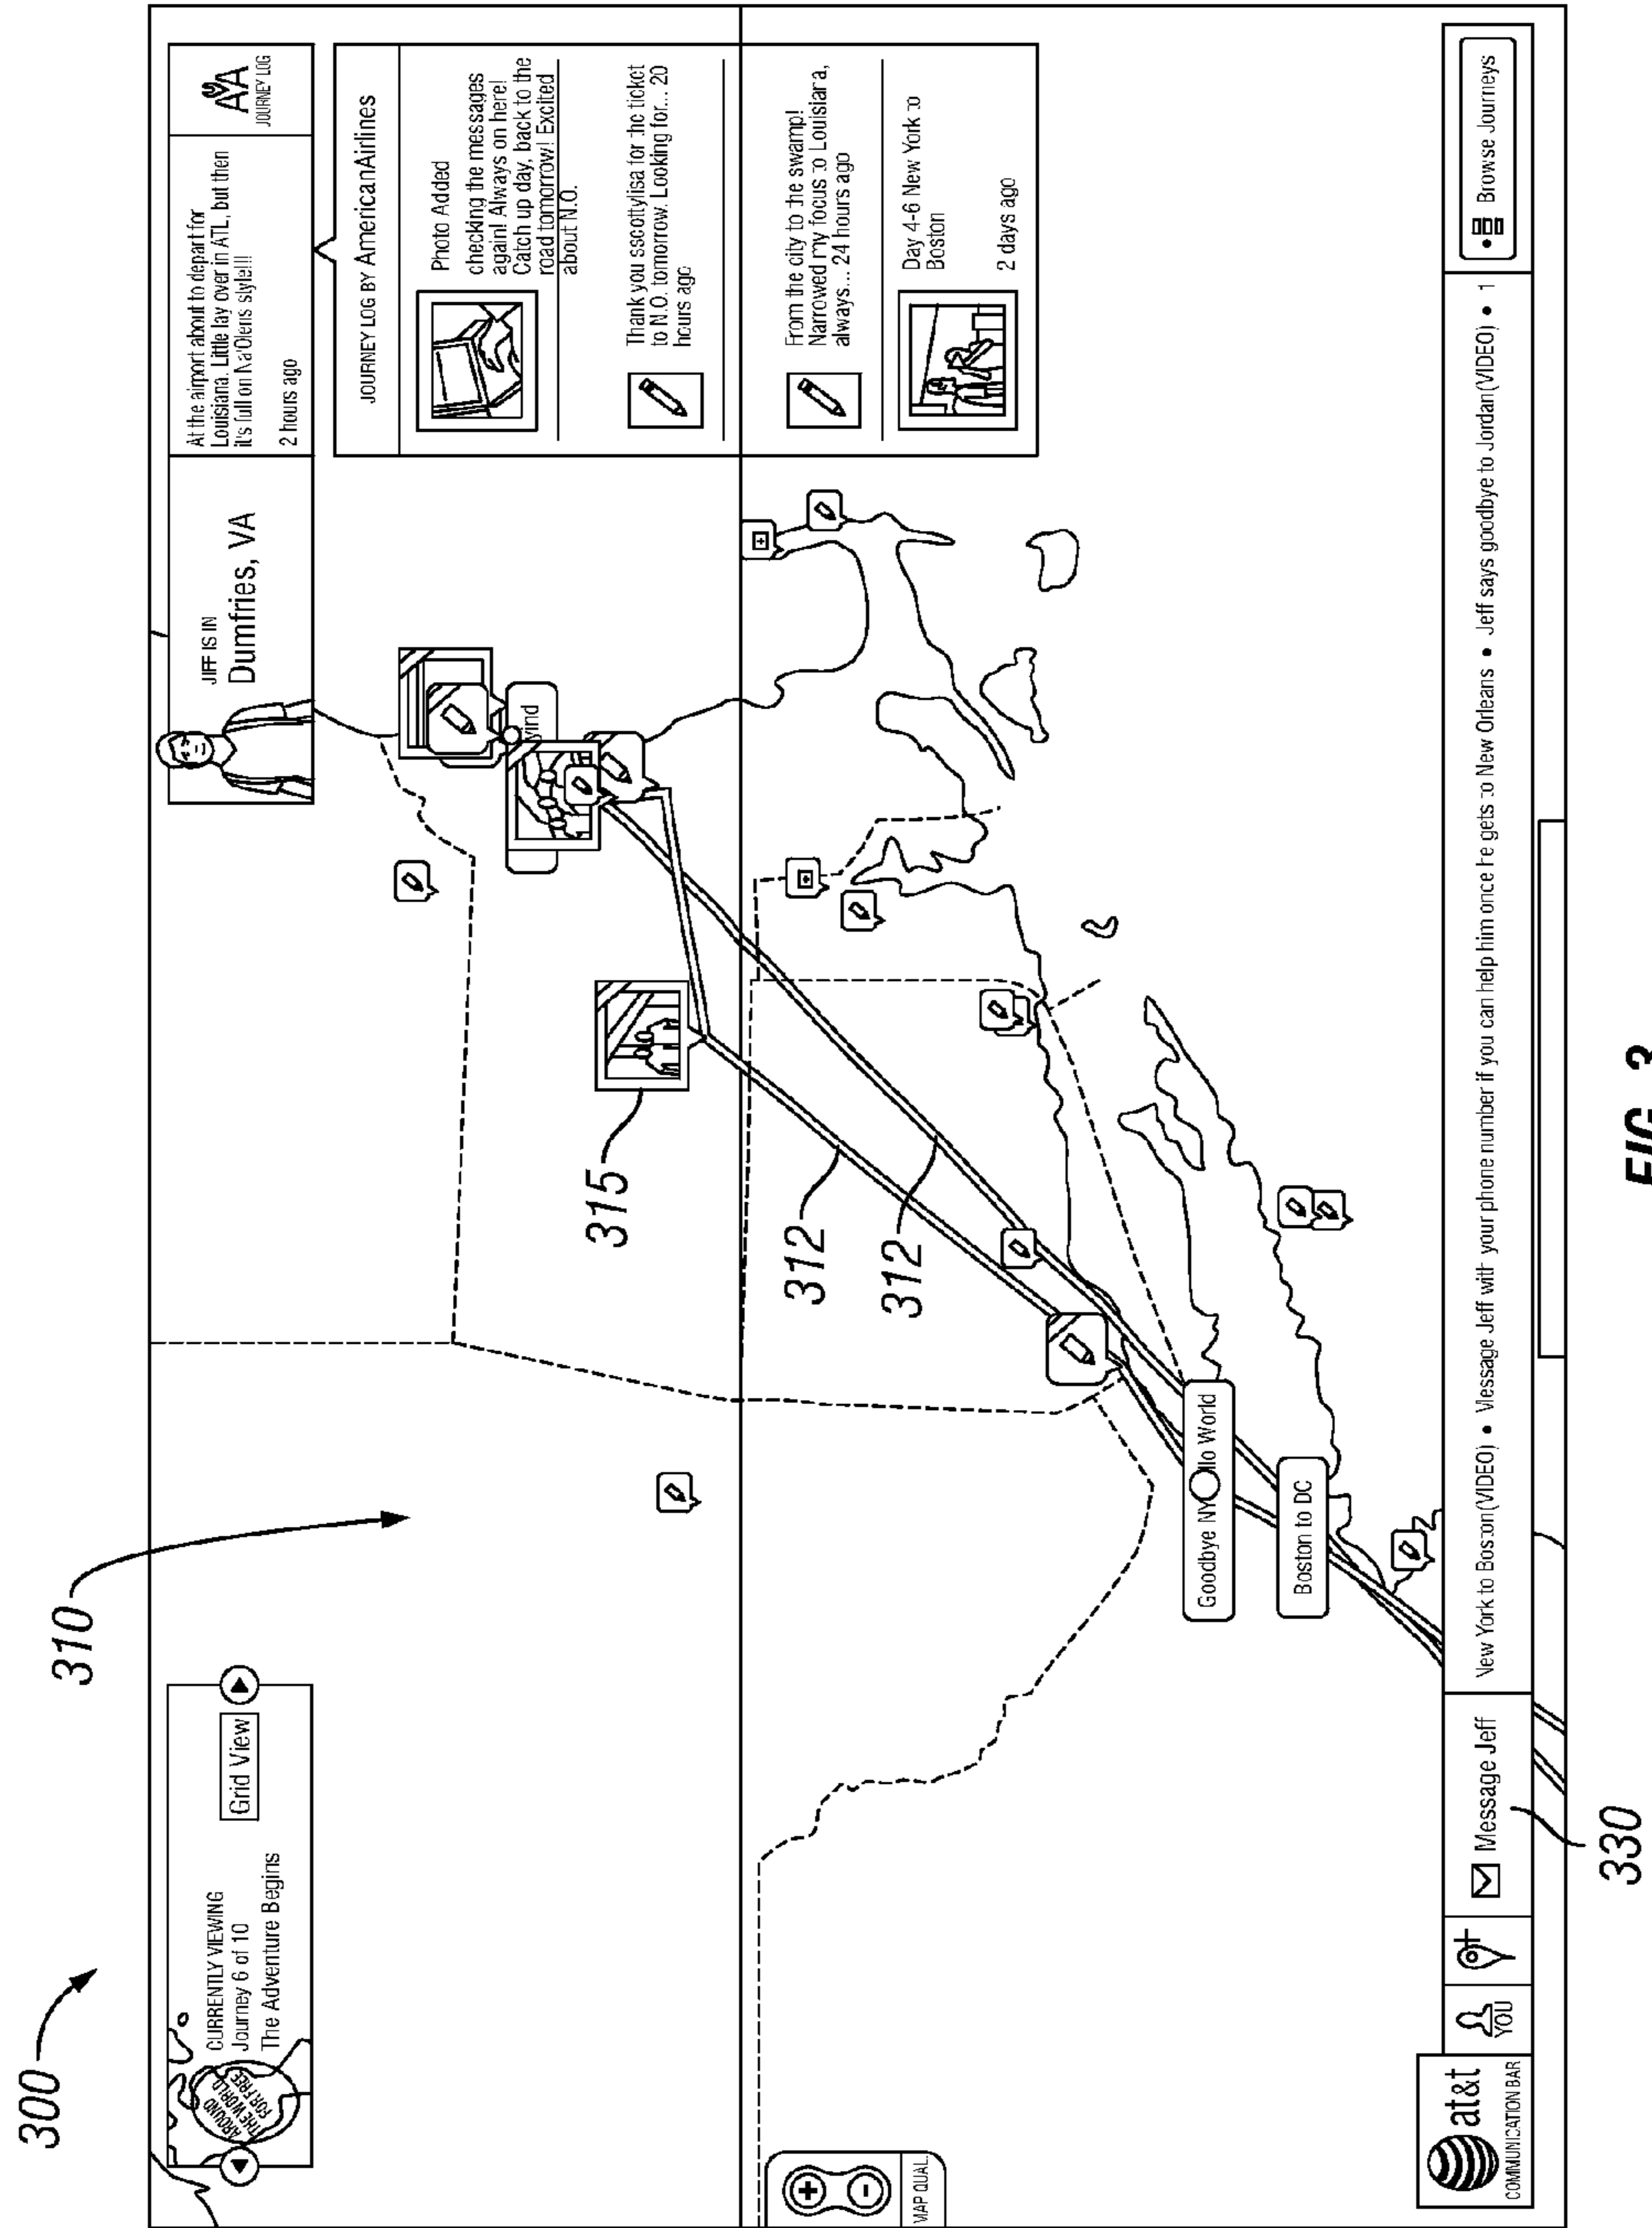 300
310
AROUND
THE WORLD
FOR FREE
CURRENTLY VIEWING
Journey 6 of 10
The Adventure Begins
Grid View
JIFF IS IN
Dumfries, VA
At the airport about to depart for
Louisiana. Little lay over in ATL, but then
it's full on Na'Olens style!!!
2 hours ago
AA
JOURNEY LOG
JOURNEY LOG BY AmericanAirlines
Photo Added
checking the messages
again! Always on here!
Catch up day, back to the
road tomorrow! Excited
about N.O.
Thank you sscottylisa for the ticket
to N.O. tomorrow. Looking for... 20
hours ago
From the city to the swamp!
Narrowed my focus to Louisiara,
always... 24 hours ago
Day 4-6 New York to
Boston
2 days ago
315
312
312
Goodbye NY
llo World
Boston to DC
MAP QUAL.
at&t
COMMUNICATION BAR
YOU
Message Jeff
New York to Boston(VIDEO) • Message Jeff with your phone number if you can help him once he gets to New Orleans • Jeff says goodbye to Jordan(VIDEO) • 1
Browse Journeys
330
FIG. 3